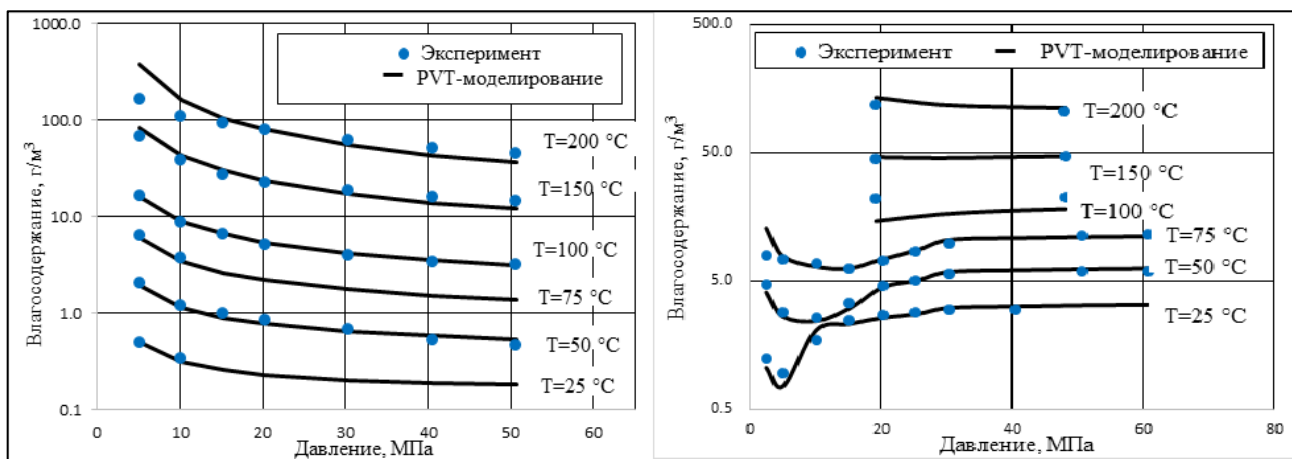 1000.0
100.0
10.0
1.0
0.1
Влагосодержание, г/м³
Эксперимент
PVT-моделирование
T=200 °C
T=150 °C
T=100 °C
T=75 °C
T=50 °C
T=25 °C
0 10 20 30 40 50 60
Давление, МПа
500.0
50.0
5.0
0.5
Влагосодержание, г/м³
Эксперимент PVT-моделирование
T=200 °C
T=150 °C
T=100 °C
T=75 °C
T=50 °C
T=25 °C
0 20 40 60 80
Давление, МПа